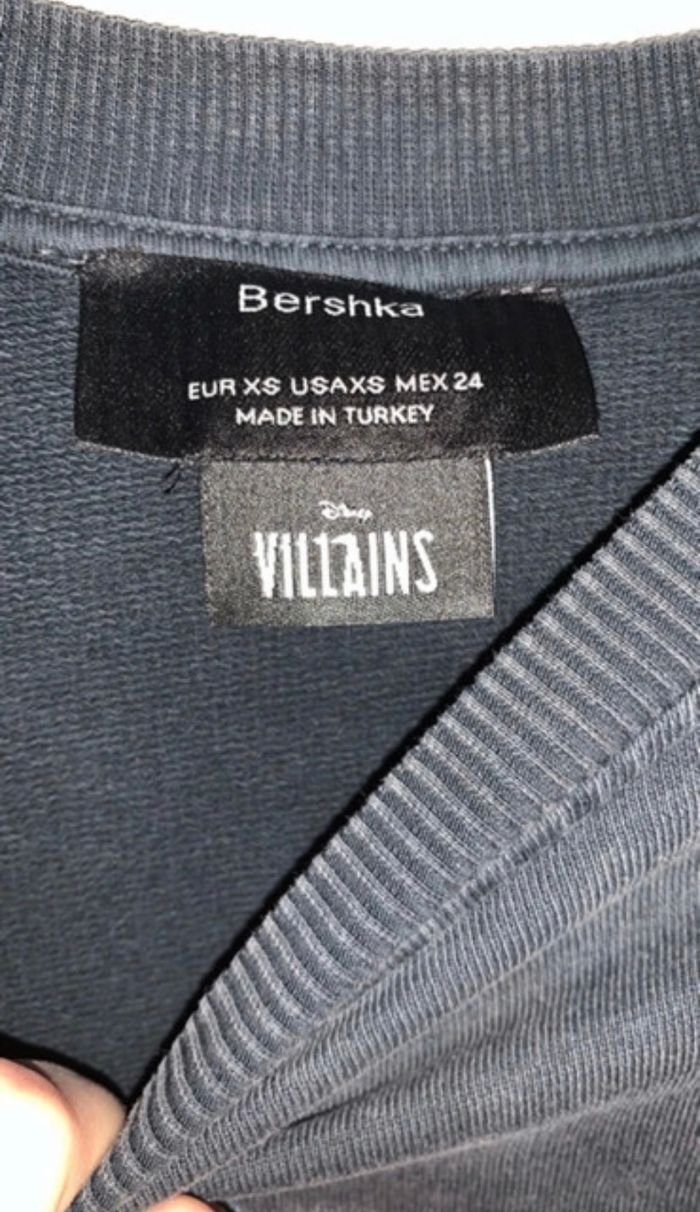 Bershka
EUR XS USAXS MEX 24
MADE IN TURKEY
Disney
VILLAINS